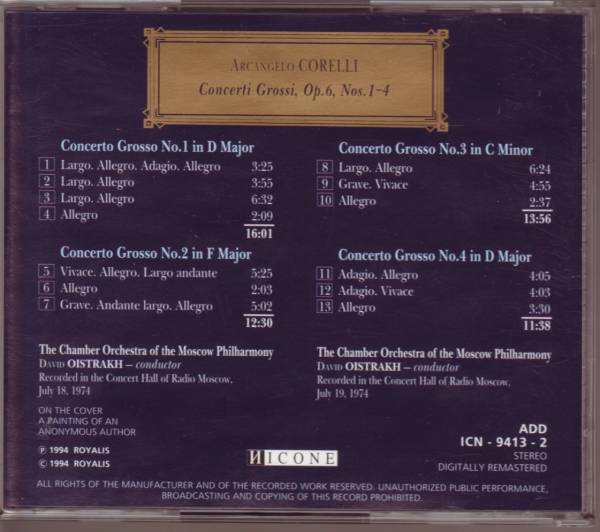 ARCANGELO CORELLI
Concerti Grossi, Op.6, Nos.1-4
Concerto Grosso No.1 in D Major
1 Largo. Allegro. Adagio. Allegro 3:25
2 Largo. Allegro 3:55
3 Largo. Allegro 6:32
4 Allegro 2:09
16:01
Concerto Grosso No.2 in F Major
5 Vivace. Allegro. Largo andante 5:25
6 Allegro 2:03
7 Grave. Andante largo. Allegro 5:02
12:30
The Chamber Orchestra of the Moscow Philharmony
DAVID OISTRAKH – conductor
Recorded in the Concert Hall of Radio Moscow,
July 18, 1974
Concerto Grosso No.3 in C Minor
8 Largo. Allegro 6:24
9 Grave. Vivace 4:55
10 Allegro 2:37
13:56
Concerto Grosso No.4 in D Major
11 Adagio. Allegro 4:05
12 Adagio. Vivace 4:03
13 Allegro 3:30
11:38
The Chamber Orchestra of the Moscow Philharmony
DAVID OISTRAKH – conductor
Recorded in the Concert Hall of Radio Moscow,
July 19, 1974
ON THE COVER
A PAINTING OF AN
ANONYMOUS AUTHOR
℗ 1994 ROYALIS
© 1994 ROYALIS
ИICONE
ADD
ICN - 9413 - 2
STEREO
DIGITALLY REMASTERED
ALL RIGHTS OF THE MANUFACTURER AND OF THE RECORDED WORK RESERVED. UNAUTHORIZED PUBLIC PERFORMANCE,
BROADCASTING AND COPYING OF THIS RECORD PROHIBITED.